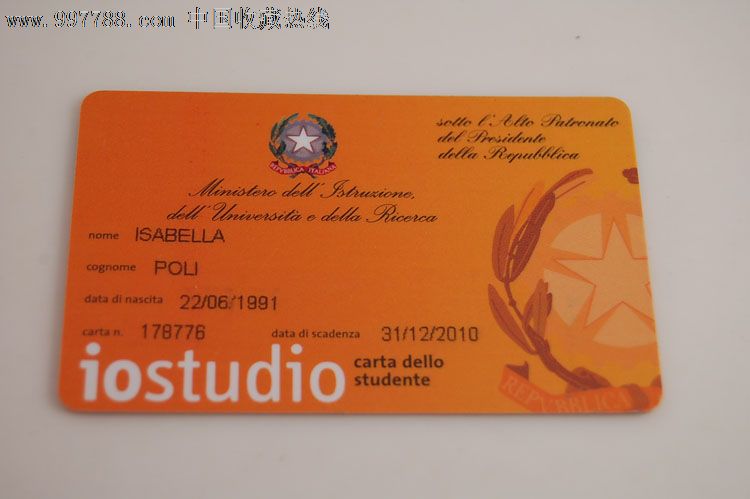 www.997788.com 中国收藏热线
sotto l'Alto Patronato
del Presidente
della Repubblica
REPVBBLICA ITALIANA
Ministero dell'Istruzione,
dell'Università e della Ricerca
nome ISABELLA
cognome POLI
data di nascita 22/06/1991
carta n. 178776 data di scadenza 31/12/2010
iostudio carta dello
studente
REPVBBLICA